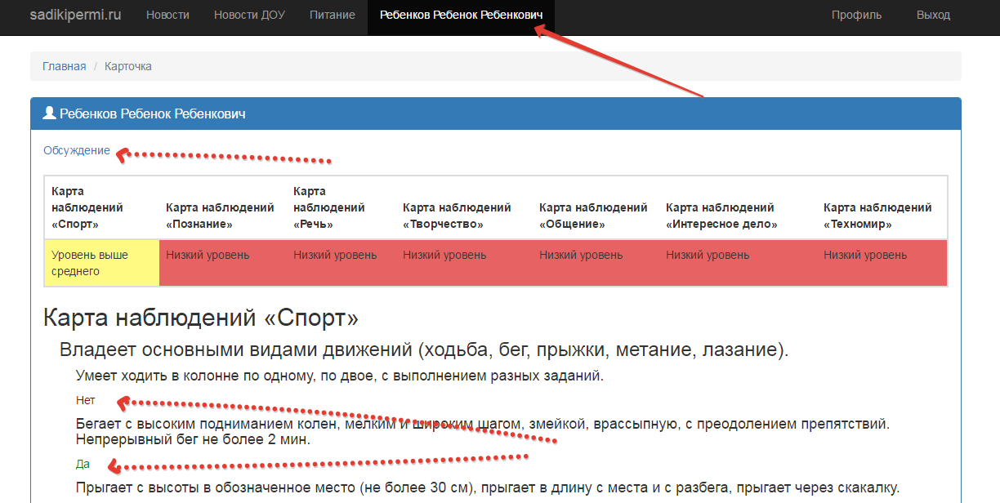 sadikipermi.ru Новости Новости ДОУ Питание Ребенков Ребенок Ребенкович Профиль Выход
Главная / Карточка
Ребенков Ребенок Ребенкович
Обсуждение
Карта наблюдений «Спорт»
Карта наблюдений «Познание»
Карта наблюдений «Речь»
Карта наблюдений «Творчество»
Карта наблюдений «Общение»
Карта наблюдений «Интересное дело»
Карта наблюдений «Техномир»
Уровень выше среднего
Низкий уровень
Низкий уровень
Низкий уровень
Низкий уровень
Низкий уровень
Низкий уровень
Карта наблюдений «Спорт»
Владеет основными видами движений (ходьба, бег, прыжки, метание, лазание).
Умеет ходить в колонне по одному, по двое, с выполнением разных заданий.
Нет
Бегает с высоким подниманием колен, мелким и широким шагом, змейкой, врассыпную, с преодолением препятствий.
Непрерывный бег не более 2 мин.
Да
Прыгает с высоты в обозначенное место (не более 30 см), прыгает в длину с места и с разбега, прыгает через скакалку.